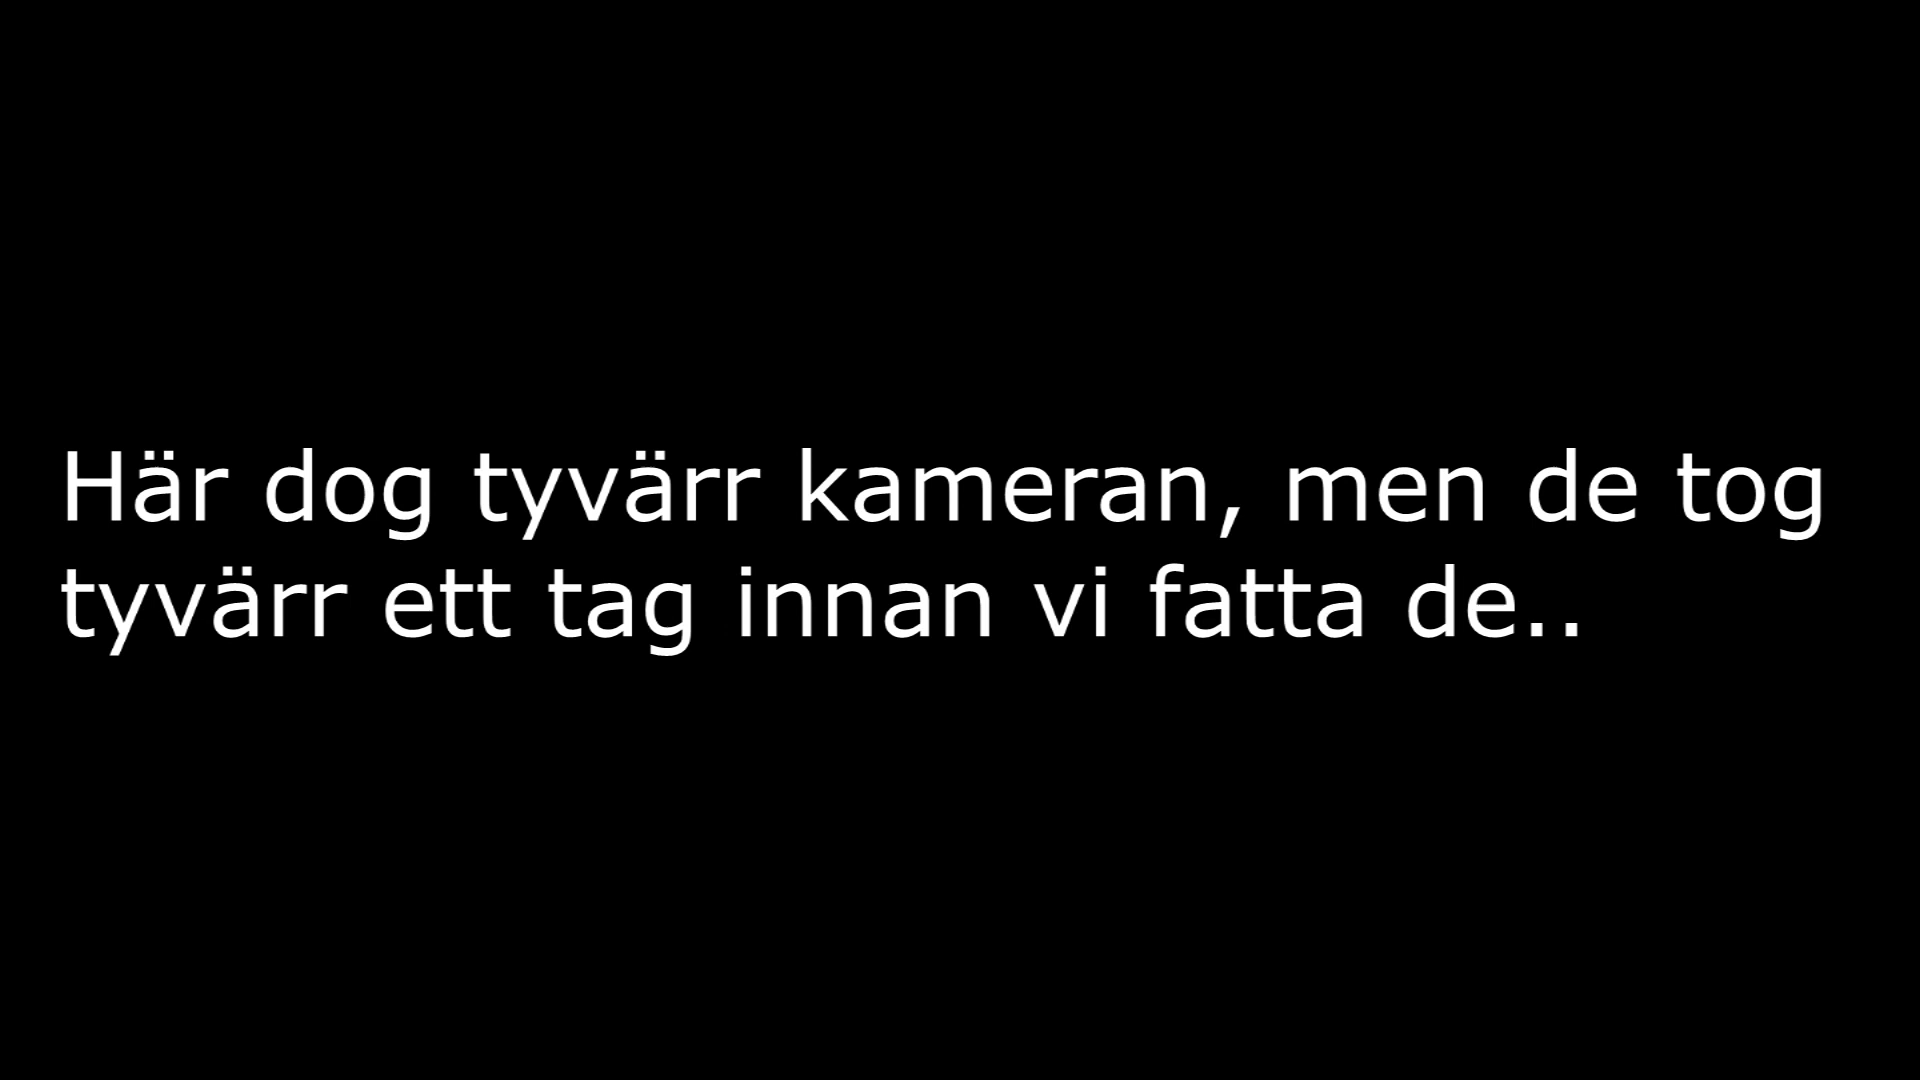 Här dog tyvärr kameran, men de tog
tyvärr ett tag innan vi fatta de..